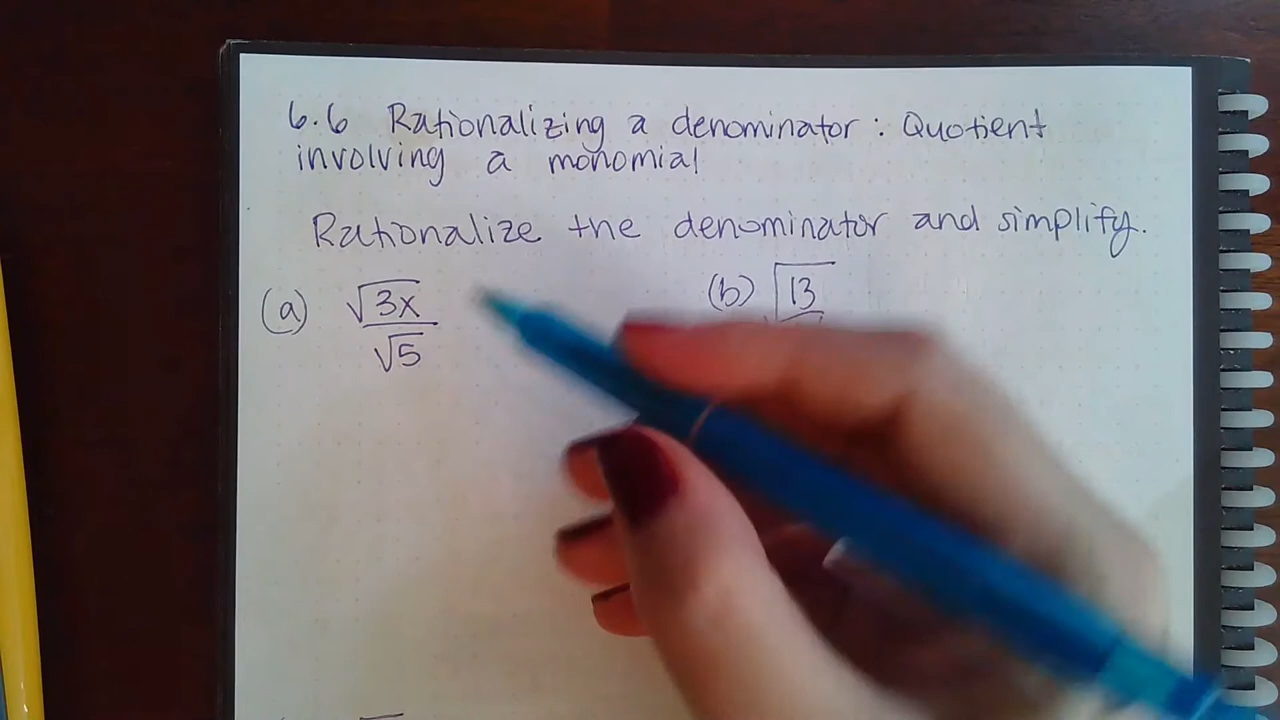 6.6 Rationalizing a denominator: Quotient
involving a monomial
Rationalize the denominator and simplify.
(a) √3x / √5
(b) √13